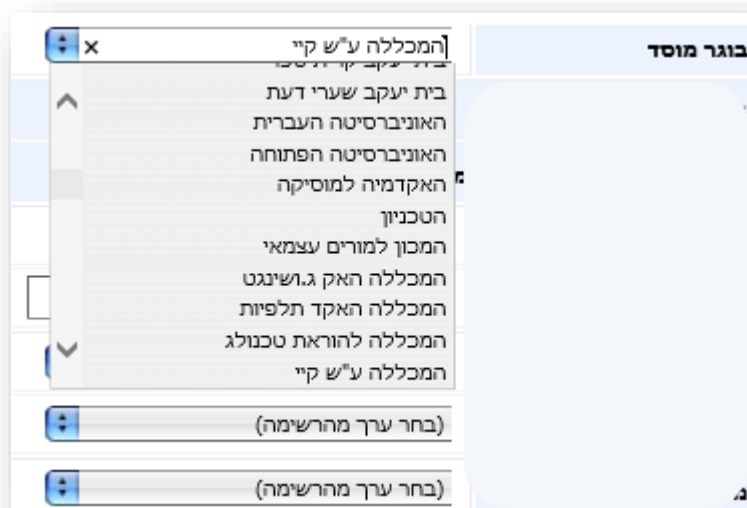 בוגר מוסד
המכללה ע"ש קיי
בית יעקב שערי דעת
האוניברסיטה העברית
האוניברסיטה הפתוחה
האקדמיה למוסיקה
הטכניון
המכון למורים עצמאי
המכללה האק ג.ושינגט
המכללה האקד תלפיות
המכללה להוראת טכנולג
המכללה ע"ש קיי
(בחר ערך מהרשימה)
(בחר ערך מהרשימה)